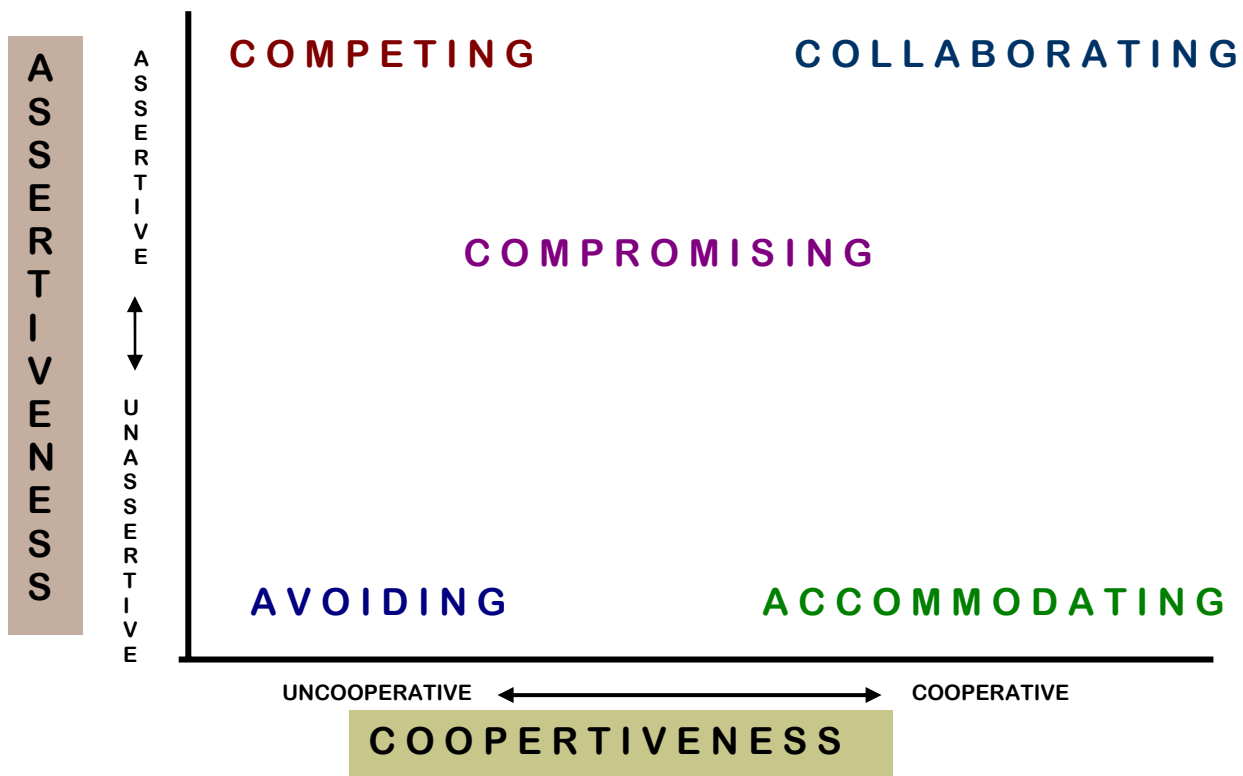 ASSERTIVENESS
ASSERTIVE
UNASSERTIVE
COMPETING
COLLABORATING
COMPROMISING
AVOIDING
ACCOMMODATING
UNCOOPERATIVE
COOPERATIVE
COOPERTIVENESS